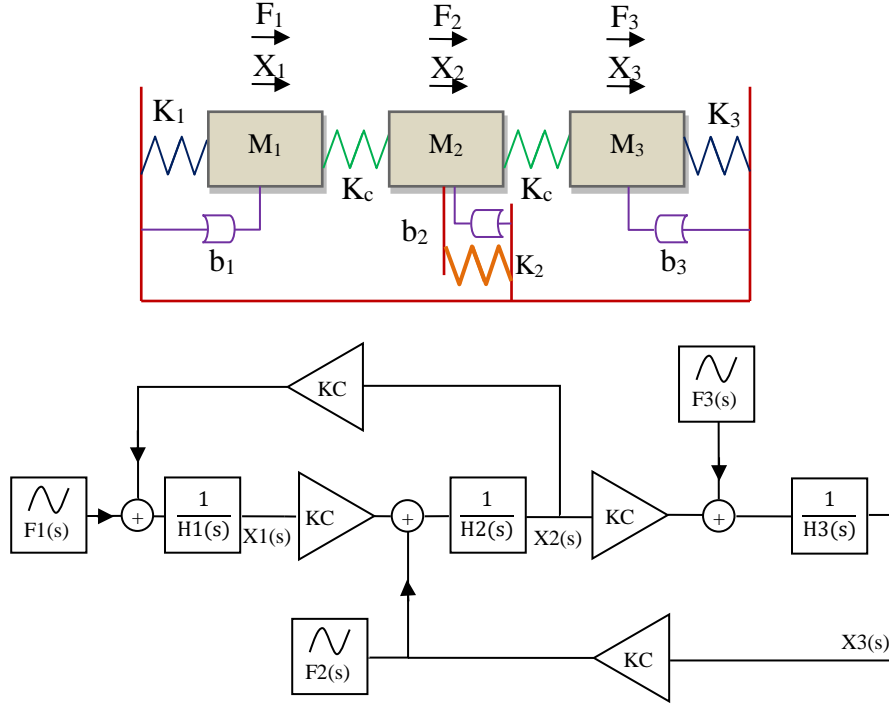 F1 F2 F3
X1 X2 X3
K1 M1 M2 M3 K3
Kc Kc
b1 b2 K2 b3
KC
F3(s)
F1(s) + 1/H1(s) X1(s) KC + 1/H2(s) X2(s) KC + 1/H3(s)
F2(s) KC X3(s)